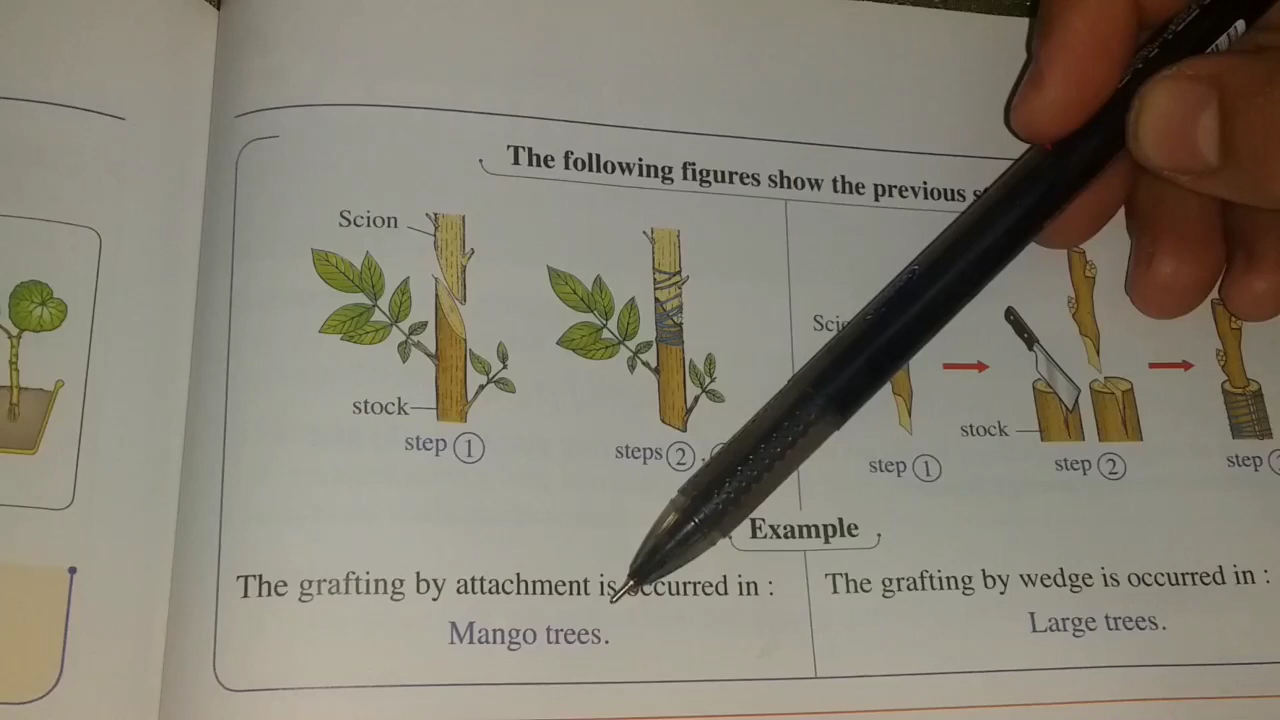 The following figures show the previous
Scion
stock
step 1
steps 2
stock
step 1
step 2
step
Example
The grafting by attachment is occurred in :
Mango trees.
The grafting by wedge is occurred in :
Large trees.